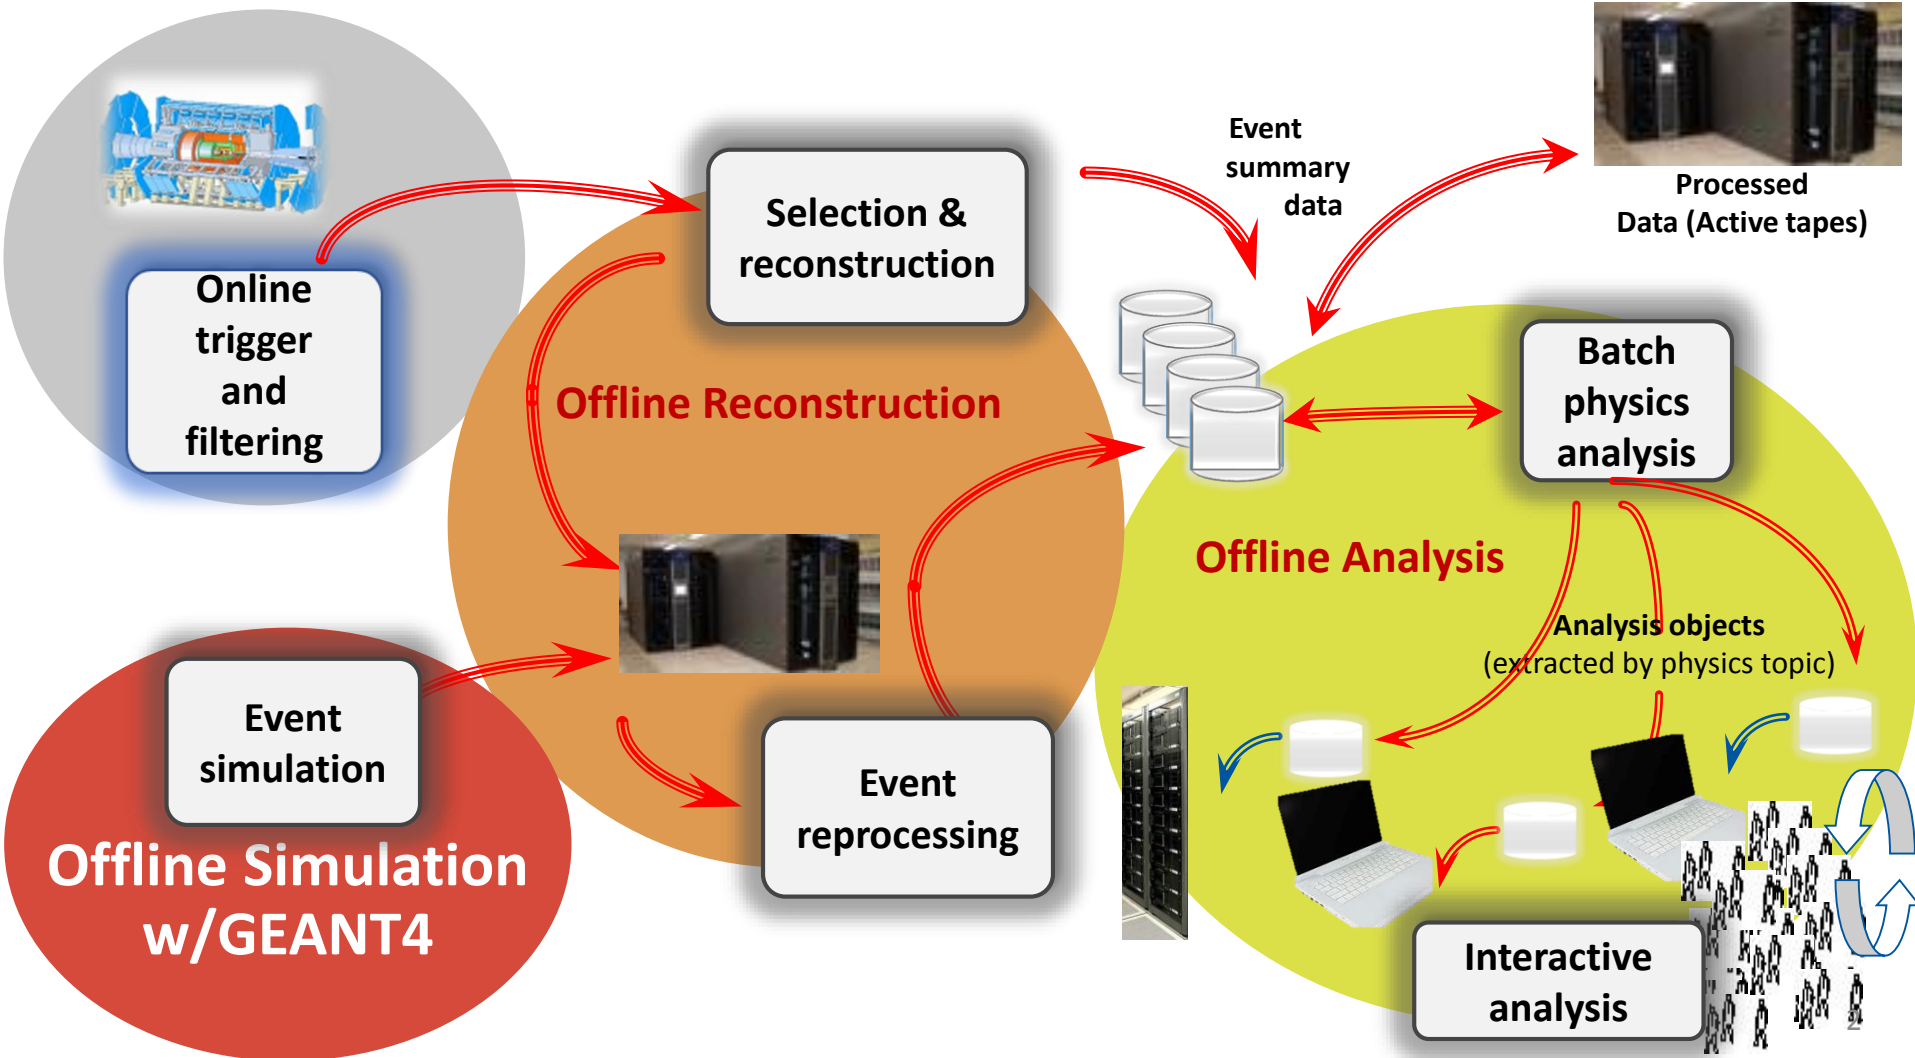 Online
trigger
and
filtering
Selection &
reconstruction
Offline Reconstruction
Event
summary
data
Processed
Data (Active tapes)
Batch
physics
analysis
Offline Analysis
Analysis objects
(extracted by physics topic)
Event
simulation
Offline Simulation
w/GEANT4
Event
reprocessing
Interactive
analysis
2